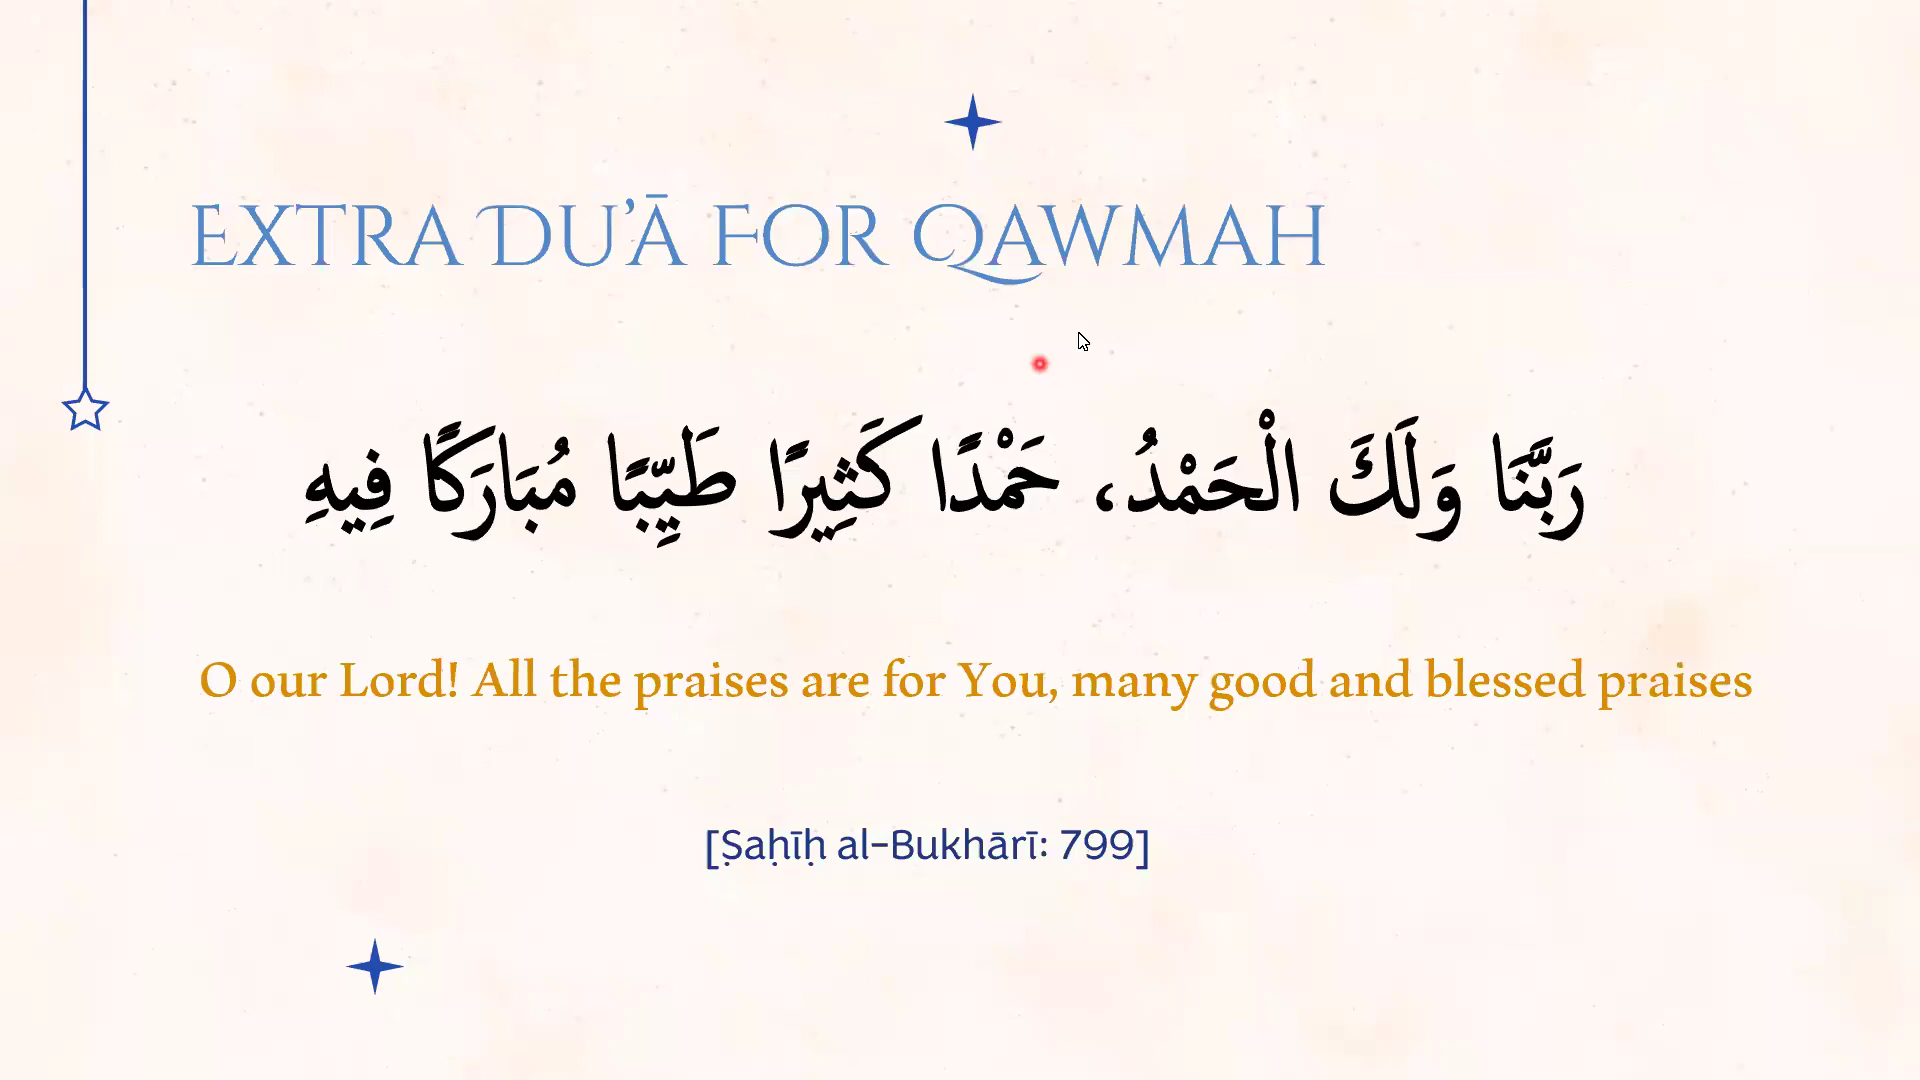 EXTRA DU’Ā FOR QAWMAH
رَبَّنَا وَلَكَ الْحَمْدُ، حَمْدًا كَثِيرًا طَيِّبًا مُبَارَكًا فِيهِ
O our Lord! All the praises are for You, many good and blessed praises
[Ṣaḥīḥ al-Bukhārī: 799]